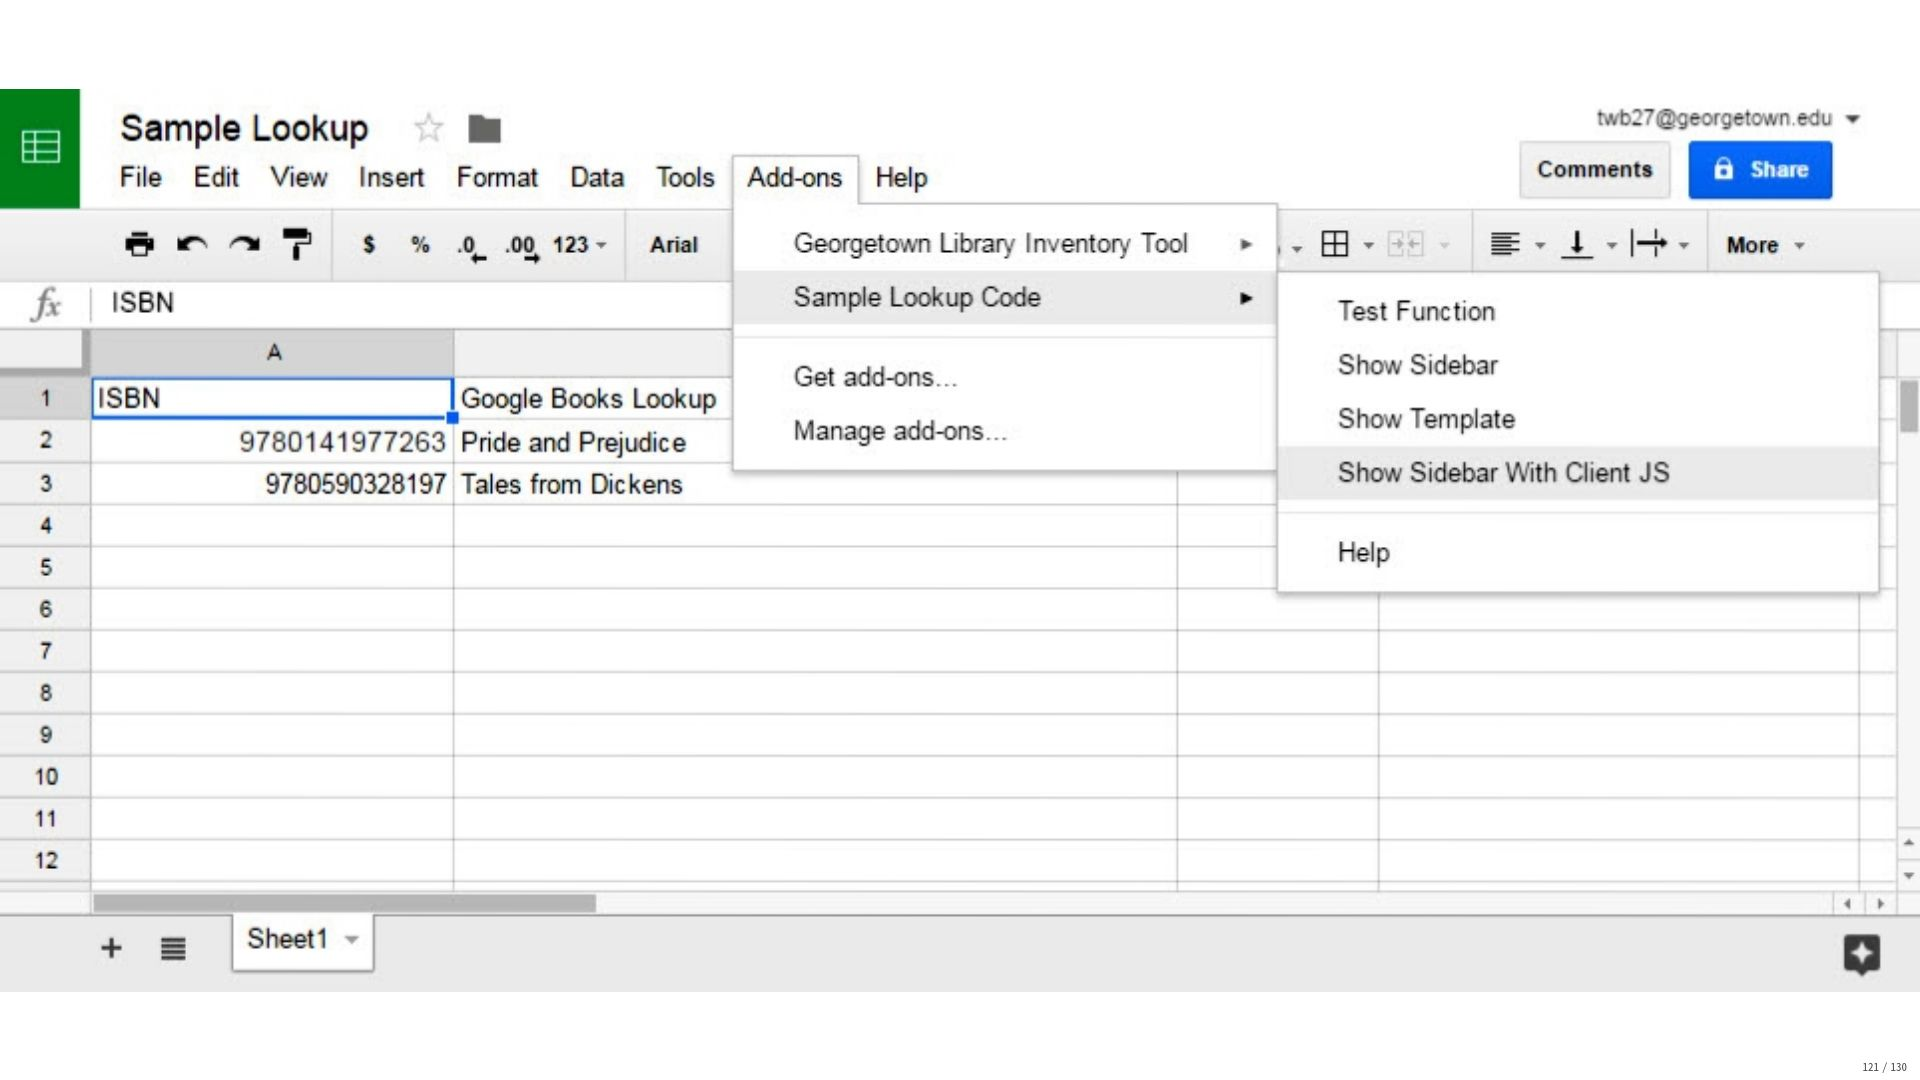 Sample Lookup
twb27@georgetown.edu
File Edit View Insert Format Data Tools Add-ons Help
Comments Share
$ % .0 .00 123 Arial More
Georgetown Library Inventory Tool
Sample Lookup Code
Get add-ons...
Manage add-ons...
Test Function
Show Sidebar
Show Template
Show Sidebar With Client JS
Help
fx ISBN
A
1 ISBN Google Books Lookup
2 9780141977263 Pride and Prejudice
3 9780590328197 Tales from Dickens
4
5
6
7
8
9
10
11
12
+ Sheet1
121 / 130